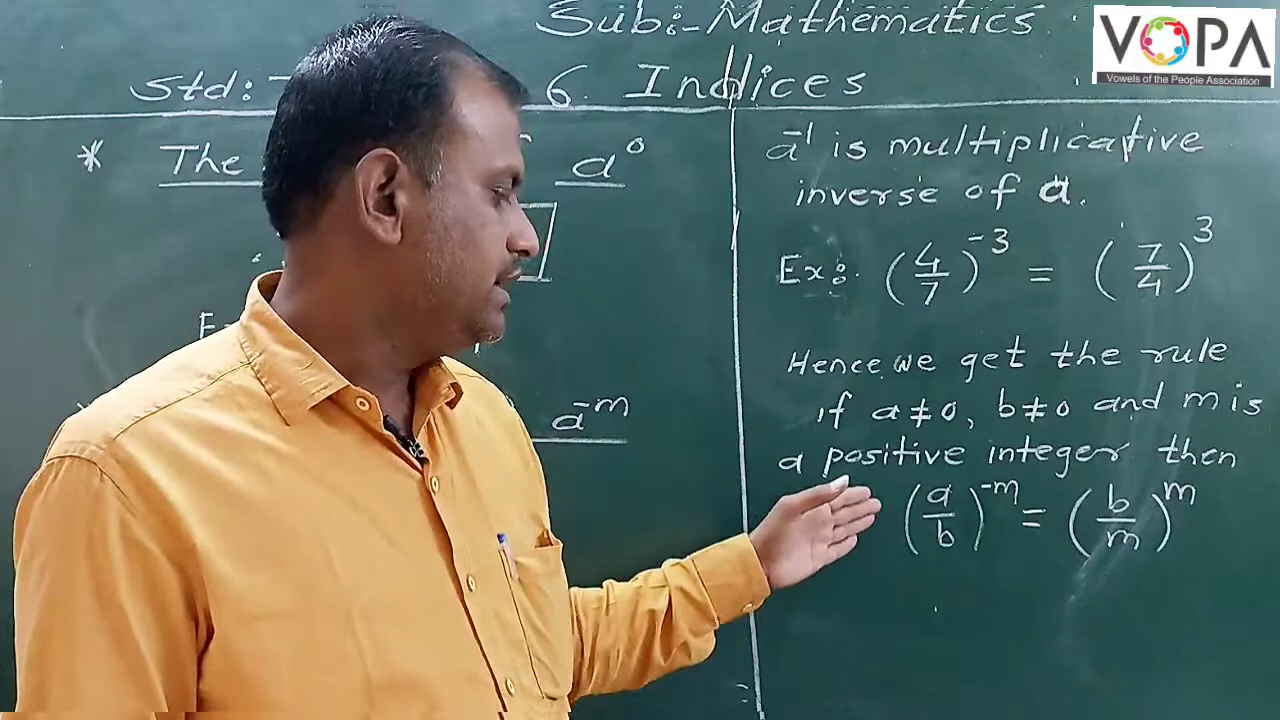 Sub:-Mathematics
VOPA
Vowels of the People Association
Std:- 6. Indices
* The a⁰
a⁻ᵐ
a⁻¹ is multiplicative
inverse of a.
Ex:- (4/7)⁻³ = (7/4)³
Hence we get the rule
if a≠0, b≠0 and m is
a positive integer then
(a/b)⁻ᵐ = (b/m)ᵐ